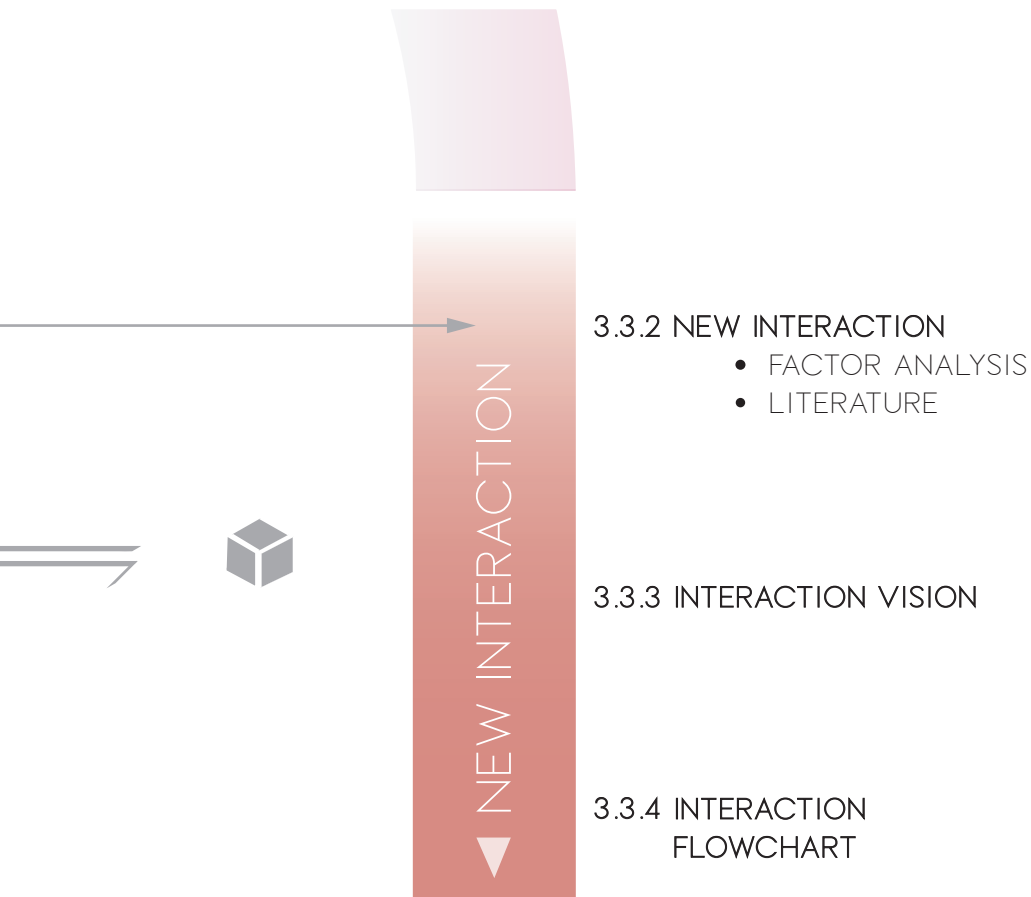 3.3.2 NEW INTERACTION
• FACTOR ANALYSIS
• LITERATURE
NEW INTERACTION
3.3.3 INTERACTION VISION
3.3.4 INTERACTION
FLOWCHART